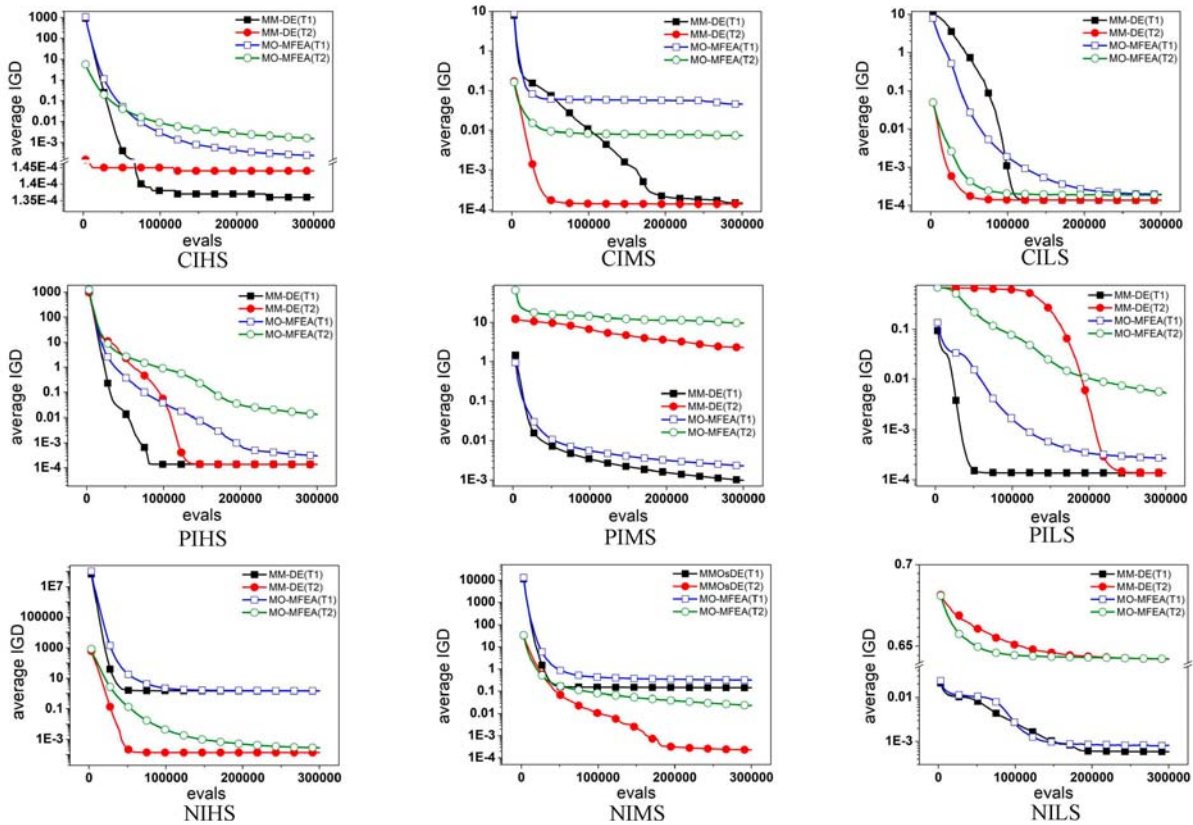 MM-DE(T1)
MM-DE(T2)
MO-MFEA(T1)
MO-MFEA(T2)
average IGD
1000
100
10
1
0.1
0.01
1E-3
1.45E-4
1.40E-4
1.35E-4
0 100000 200000 300000
evals
CIHS
MM-DE(T1)
MM-DE(T2)
MO-MFEA(T1)
MO-MFEA(T2)
average IGD
10
1
0.1
0.01
1E-3
1E-4
0 100000 200000 300000
evals
CIMS
MM-DE(T1)
MM-DE(T2)
MO-MFEA(T1)
MO-MFEA(T2)
average IGD
10
1
0.1
0.01
1E-3
1E-4
0 100000 200000 300000
evals
CILS
MM-DE(T1)
MM-DE(T2)
MO-MFEA(T1)
MO-MFEA(T2)
average IGD
1000
100
10
1
0.1
0.01
1E-3
1E-4
0 100000 200000 300000
evals
PIHS
MM-DE(T1)
MM-DE(T2)
MO-MFEA(T1)
MO-MFEA(T2)
average IGD
100
10
1
0.1
0.01
1E-3
0 100000 200000 300000
evals
PIMS
MM-DE(T1)
MM-DE(T2)
MO-MFEA(T1)
MO-MFEA(T2)
average IGD
0.1
0.01
1E-3
1E-4
0 100000 200000 300000
evals
PILS
MM-DE(T1)
MM-DE(T2)
MO-MFEA(T1)
MO-MFEA(T2)
average IGD
1E7
100000
1000
10
0.1
1E-3
0 100000 200000 300000
evals
NIHS
MMOsDE(T1)
MMOsDE(T2)
MO-MFEA(T1)
MO-MFEA(T2)
average IGD
10000
1000
100
10
1
0.1
0.01
1E-3
1E-4
0 100000 200000 300000
evals
NIMS
MM-DE(T1)
MM-DE(T2)
MO-MFEA(T1)
MO-MFEA(T2)
average IGD
0.7
0.65
0.01
1E-3
0 100000 200000 300000
evals
NILS